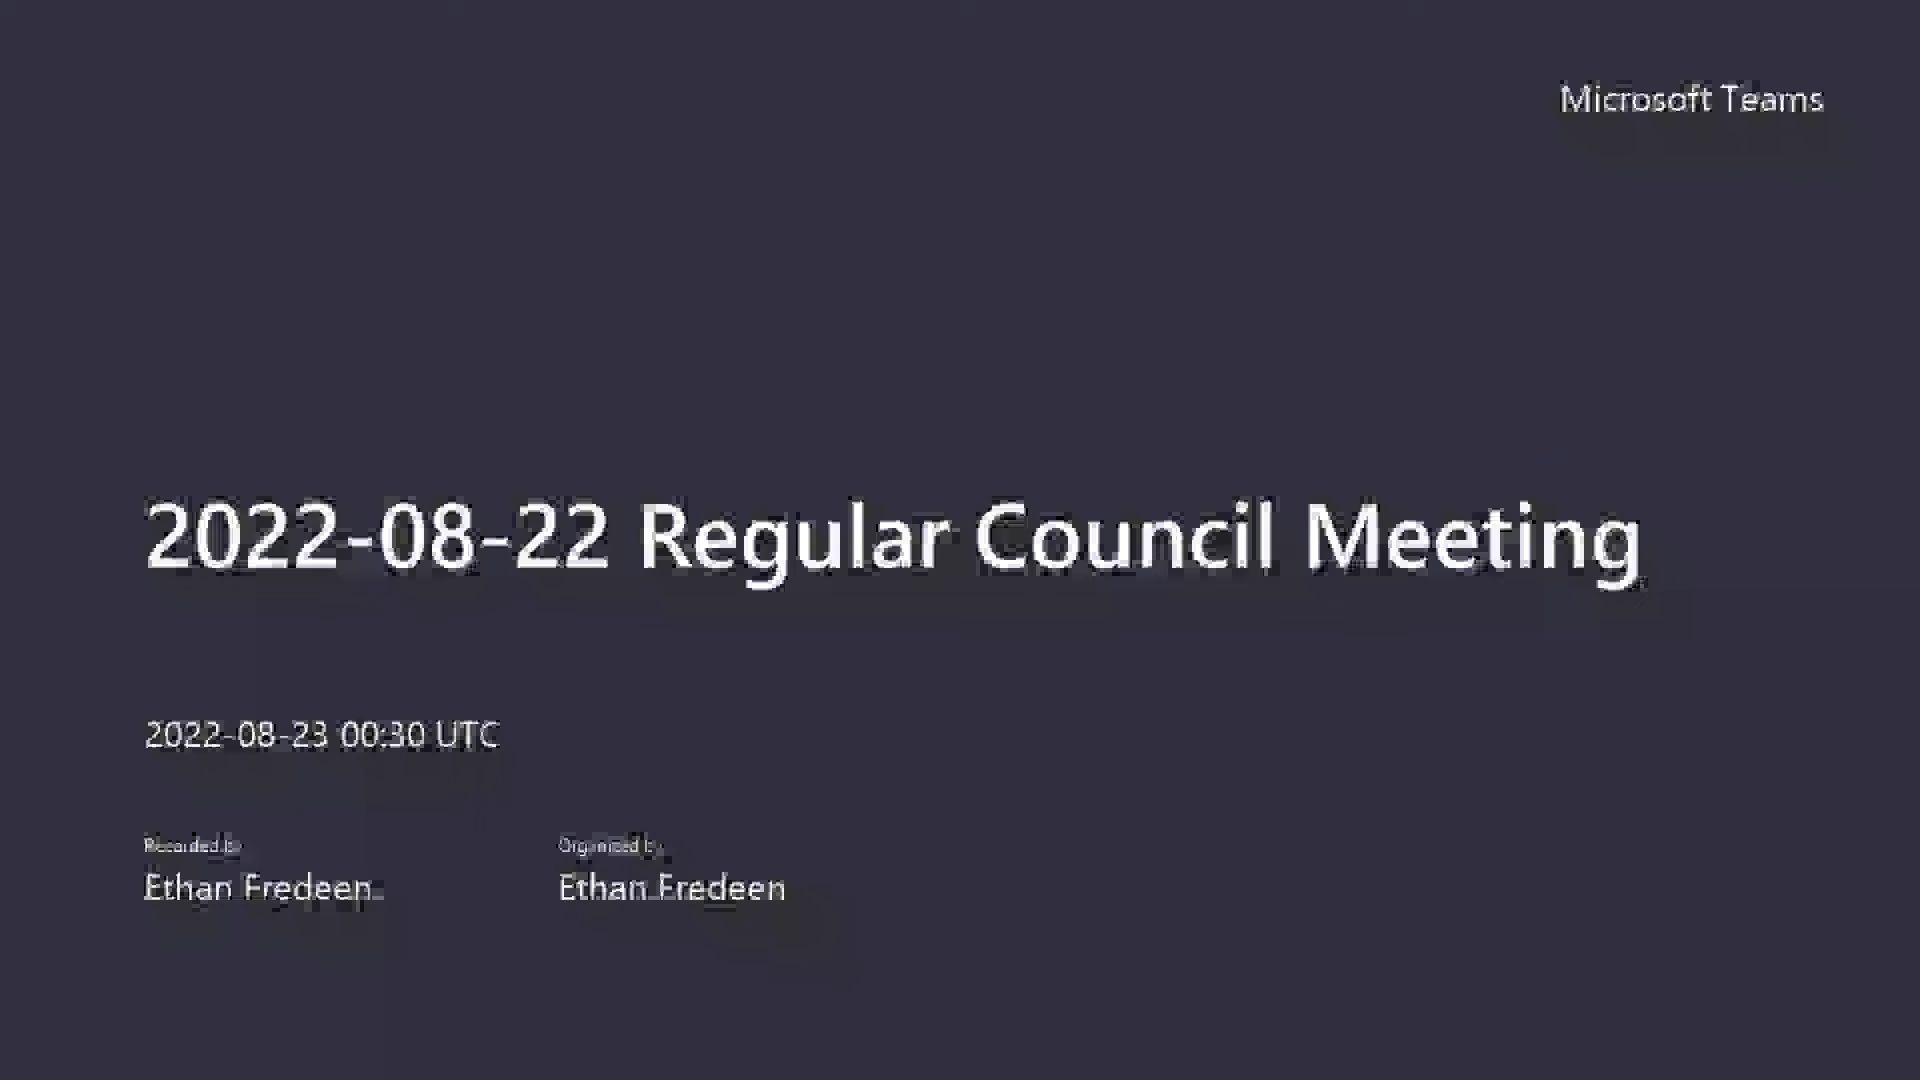 Microsoft Teams
2022-08-22 Regular Council Meeting
2022-08-23 00:30 UTC
Recorded by
Organized by
Ethan Fredeen
Ethan Fredeen